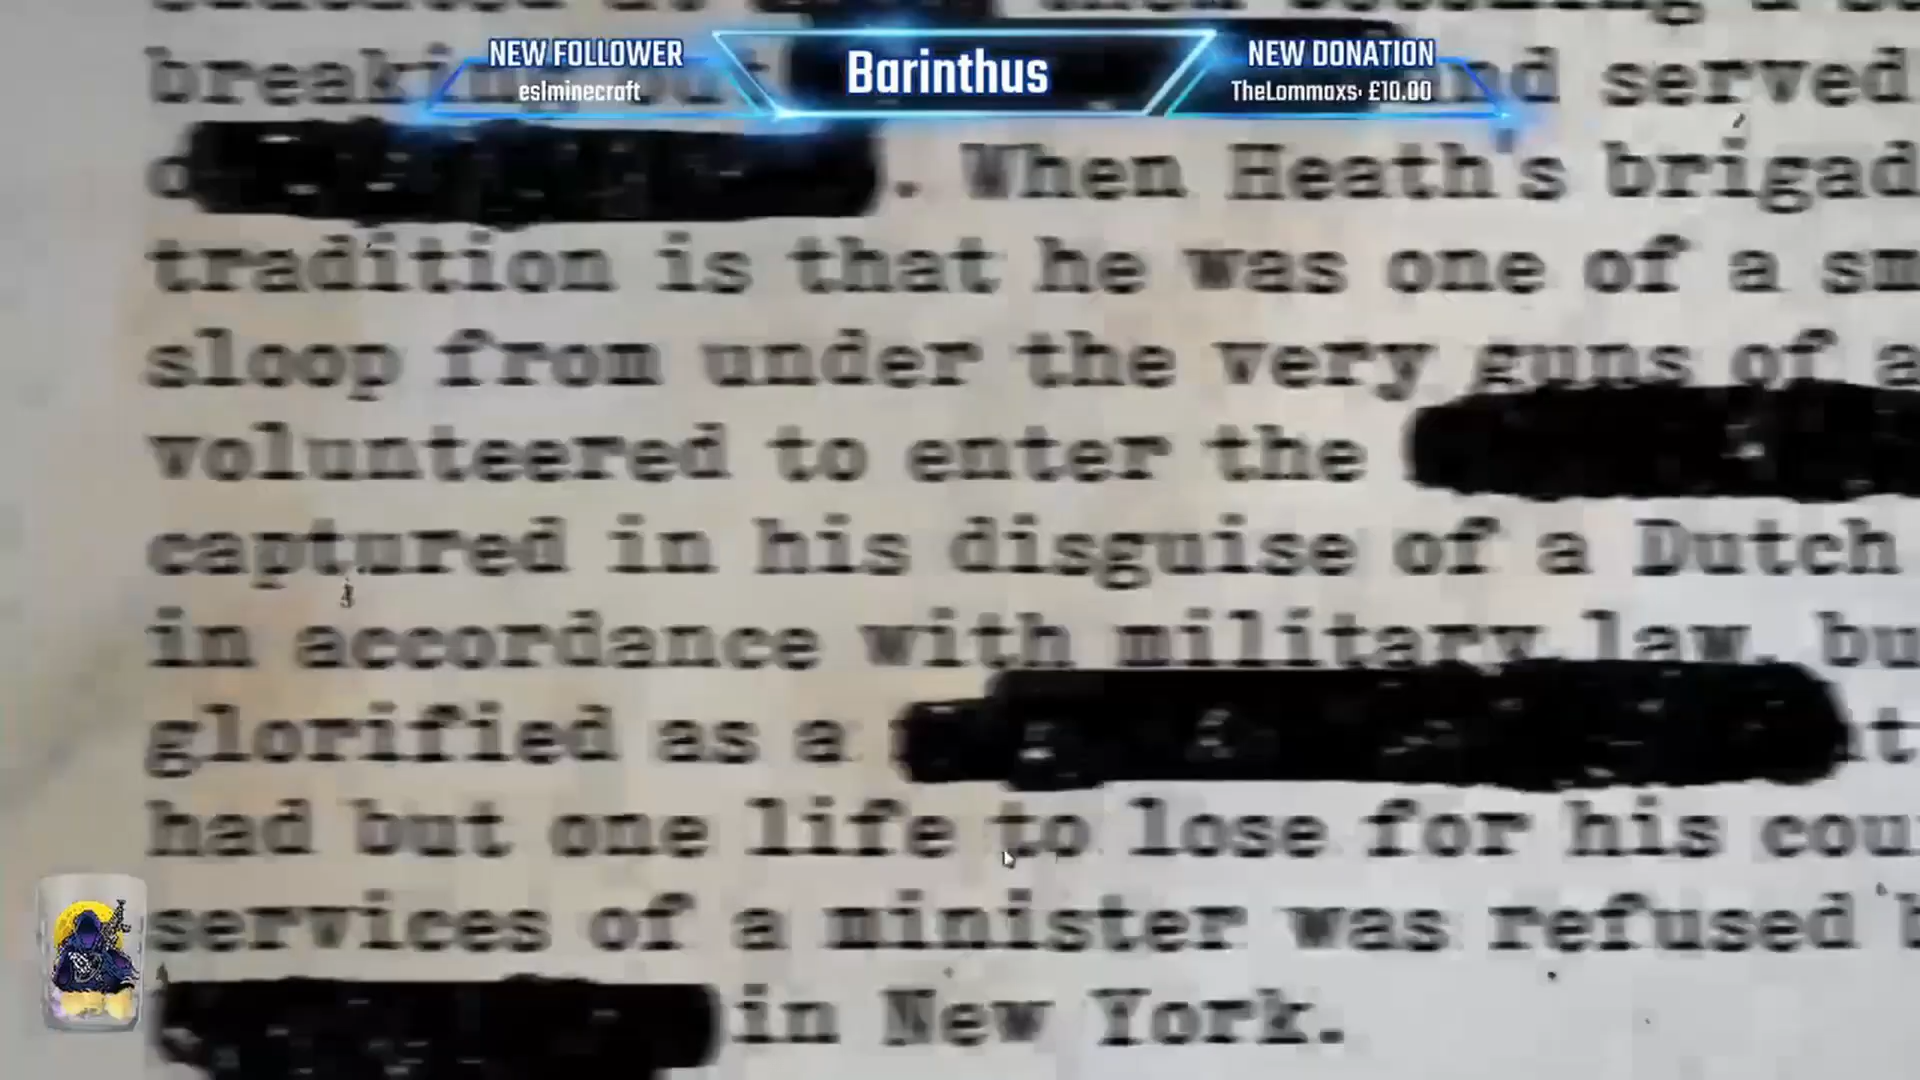 NEW FOLLOWER
eslminecraft
Barinthus
NEW DONATION
TheLommaxs: £10.00
served
. When Heath's brigad
tradition is that he was one of a sm
sloop from under the very guns of a
volunteered to enter the
captured in his disguise of a Dutch
in accordance with military law, bu
glorified as a
had but one life to lose for his cou
services of a minister was refused b
in New York.